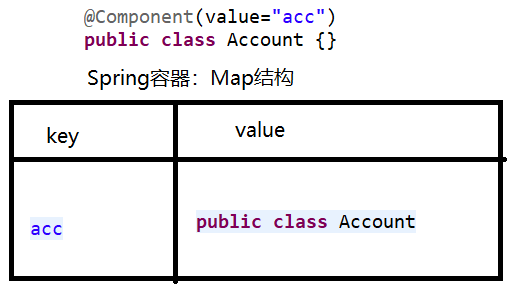 @Component(value="acc")
public class Account {}
Spring容器：Map结构
key value
acc public class Account